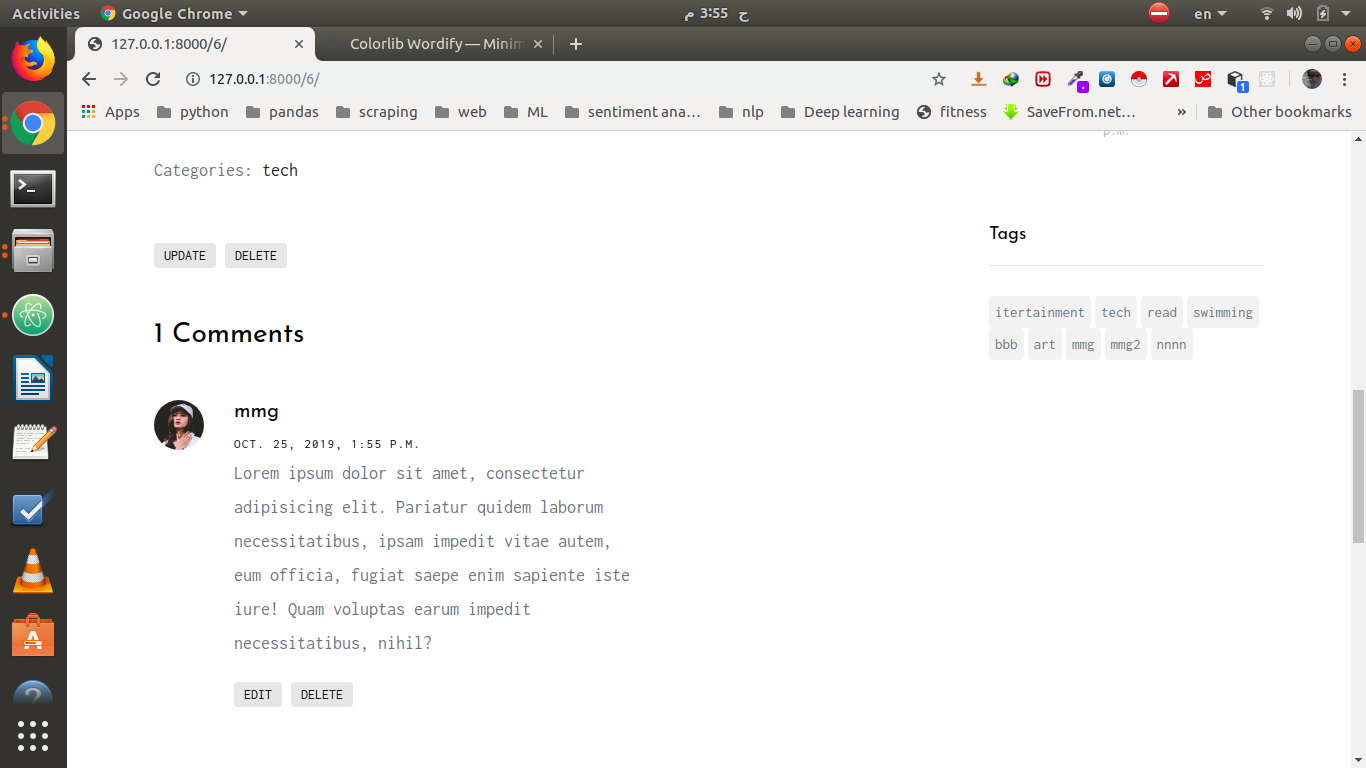 Activities Google Chrome ح 3:55 م en
127.0.0.1:8000/6/ Colorlib Wordify — Minim
127.0.0.1:8000/6/
1
Apps python pandas scraping web ML sentiment ana… nlp Deep learning fitness SaveFrom.net… » Other bookmarks
p.m.
Categories: tech
Tags
UPDATE DELETE
itertainment tech read swimming
bbb art mmg mmg2 nnnn
1 Comments
mmg
OCT. 25, 2019, 1:55 P.M.
Lorem ipsum dolor sit amet, consectetur
adipisicing elit. Pariatur quidem laborum
necessitatibus, ipsam impedit vitae autem,
eum officia, fugiat saepe enim sapiente iste
iure! Quam voluptas earum impedit
necessitatibus, nihil?
EDIT DELETE